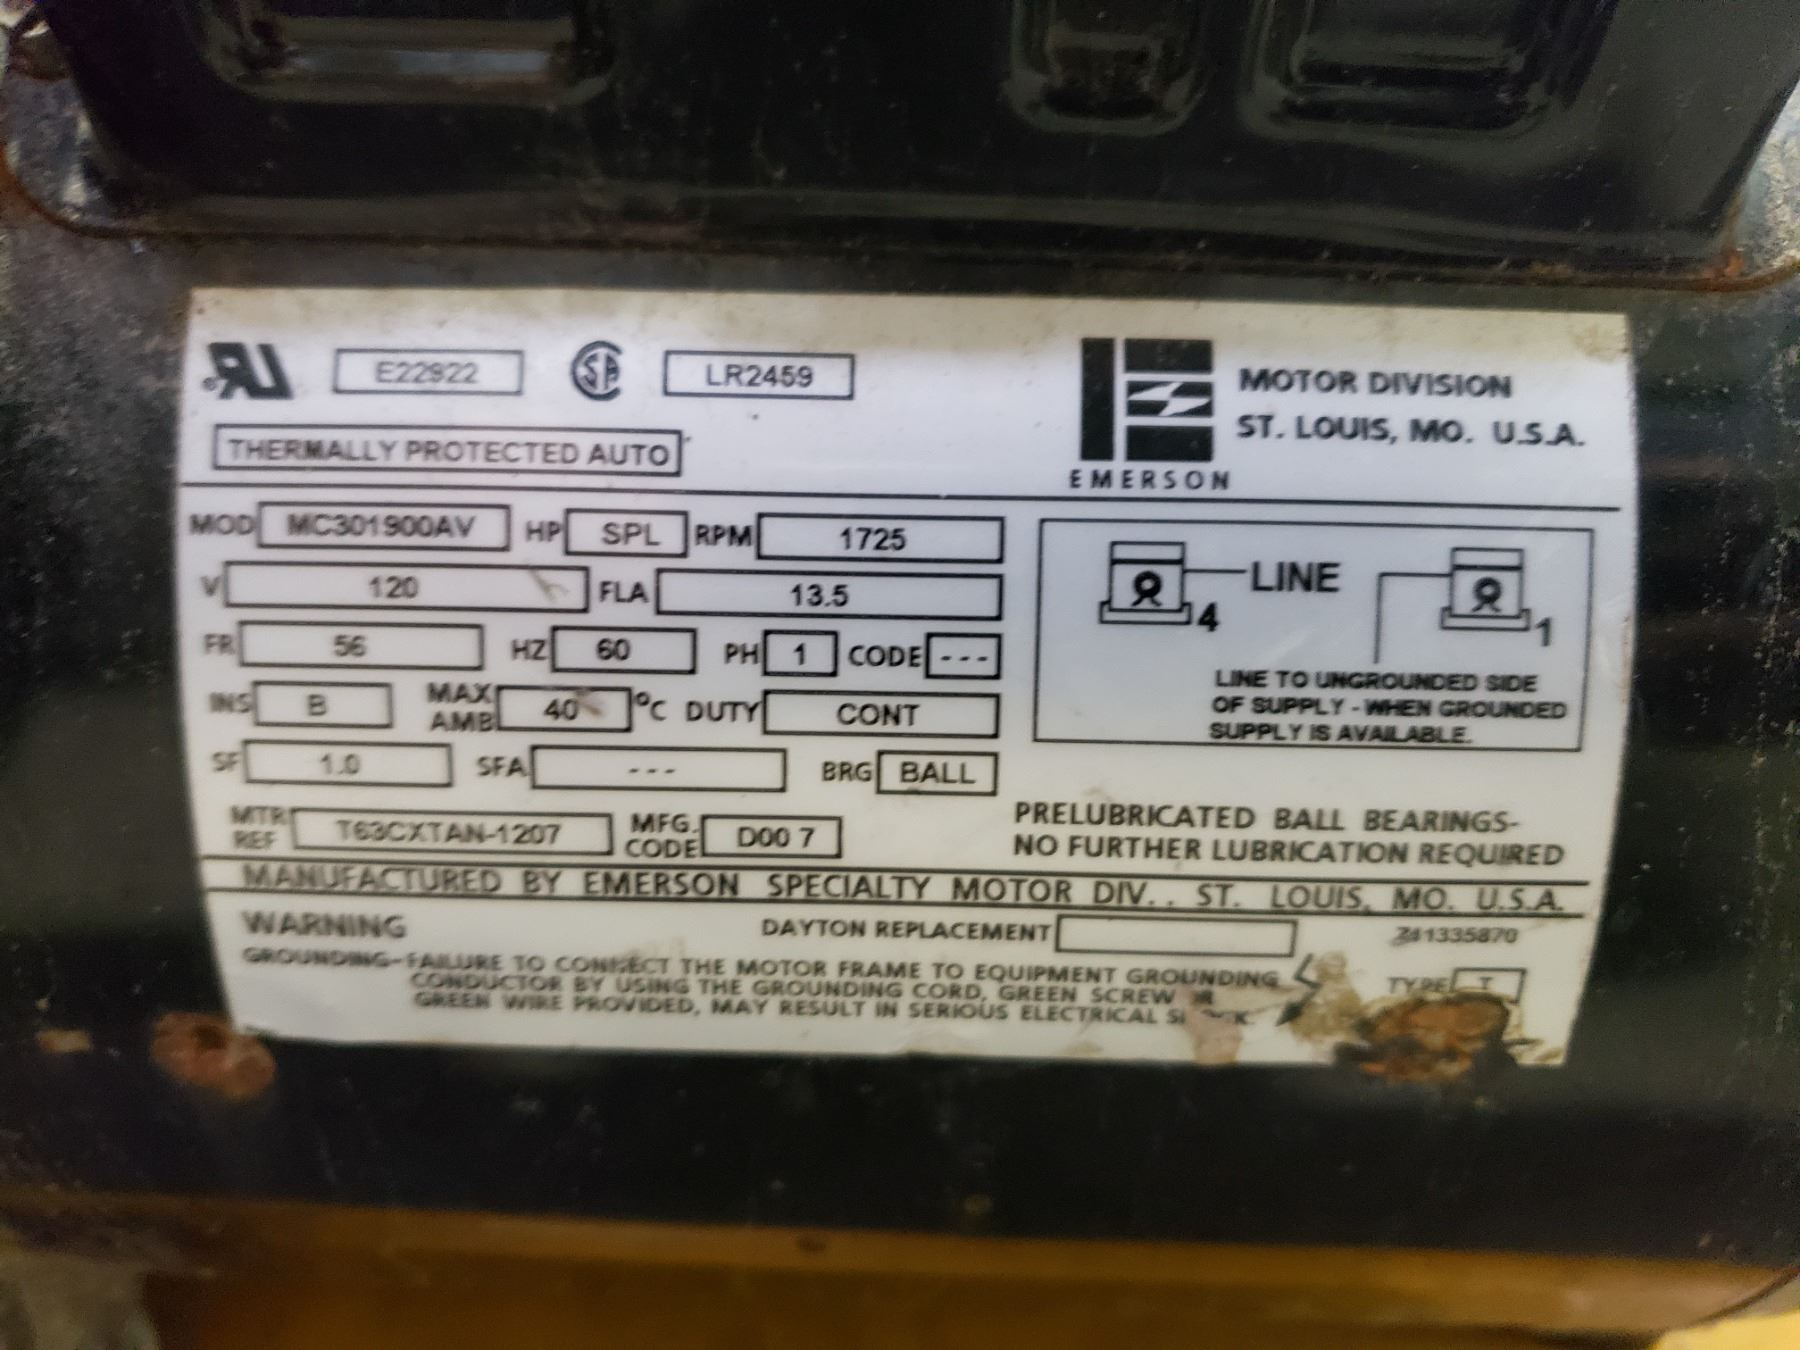 E22922 LR2459
MOTOR DIVISION
ST. LOUIS, MO. U.S.A.
THERMALLY PROTECTED AUTO
EMERSON
MOD MC301900AV HP SPL RPM 1725
V 120 FLA 13.5
FR 56 HZ 60 PH 1 CODE ---
INS B MAX AMB 40 °C DUTY CONT
SF 1.0 SFA --- BRG BALL
MTR REF T63CXTAN-1207 MFG. CODE D00 7
LINE
4
1
LINE TO UNGROUNDED SIDE
OF SUPPLY - WHEN GROUNDED
SUPPLY IS AVAILABLE.
PRELUBRICATED BALL BEARINGS-
NO FURTHER LUBRICATION REQUIRED
MANUFACTURED BY EMERSON SPECIALTY MOTOR DIV.. ST. LOUIS, MO. U.S.A.
WARNING DAYTON REPLACEMENT
GROUNDING-FAILURE TO CONNECT THE MOTOR FRAME TO EQUIPMENT GROUNDING
CONDUCTOR BY USING THE GROUNDING CORD, GREEN SCREW
GREEN WIRE PROVIDED, MAY RESULT IN SERIOUS ELECTRICAL
TYPE T